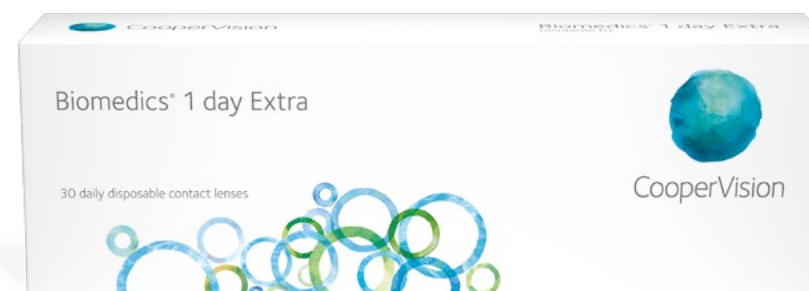 CooperVision
Biomedics® 1 day Extra
Biomedics® 1 day Extra
30 daily disposable contact lenses
CooperVision